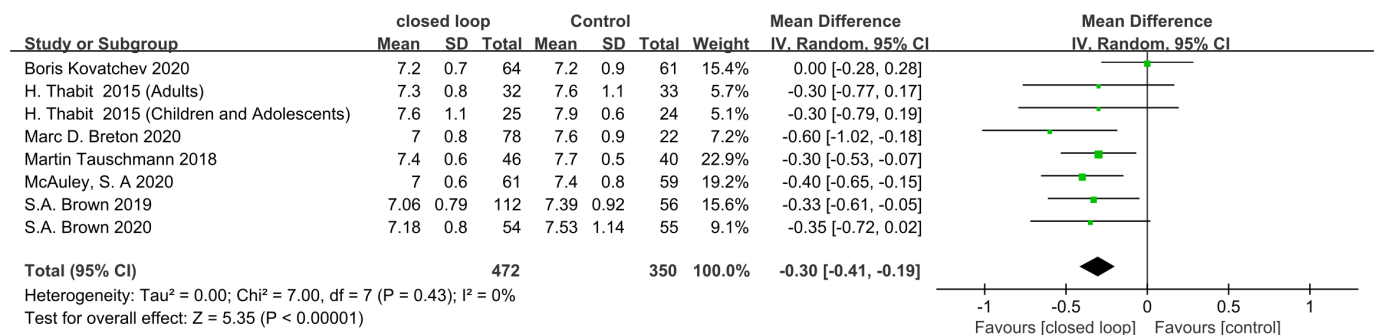 closed loop Control Mean Difference Mean Difference
Study or Subgroup Mean SD Total Mean SD Total Weight IV, Random, 95% CI IV, Random, 95% CI
Boris Kovatchev 2020 7.2 0.7 64 7.2 0.9 61 15.4% 0.00 [-0.28, 0.28]
H. Thabit 2015 (Adults) 7.3 0.8 32 7.6 1.1 33 5.7% -0.30 [-0.77, 0.17]
H. Thabit 2015 (Children and Adolescents) 7.6 1.1 25 7.9 0.6 24 5.1% -0.30 [-0.79, 0.19]
Marc D. Breton 2020 7 0.8 78 7.6 0.9 22 7.2% -0.60 [-1.02, -0.18]
Martin Tauschmann 2018 7.4 0.6 46 7.7 0.5 40 22.9% -0.30 [-0.53, -0.07]
McAuley, S. A 2020 7 0.6 61 7.4 0.8 59 19.2% -0.40 [-0.65, -0.15]
S.A. Brown 2019 7.06 0.79 112 7.39 0.92 56 15.6% -0.33 [-0.61, -0.05]
S.A. Brown 2020 7.18 0.8 54 7.53 1.14 55 9.1% -0.35 [-0.72, 0.02]
Total (95% CI) 472 350 100.0% -0.30 [-0.41, -0.19]
Heterogeneity: Tau² = 0.00; Chi² = 7.00, df = 7 (P = 0.43); I² = 0%
Test for overall effect: Z = 5.35 (P < 0.00001)
-1 -0.5 0 0.5 1
Favours [closed loop] Favours [control]